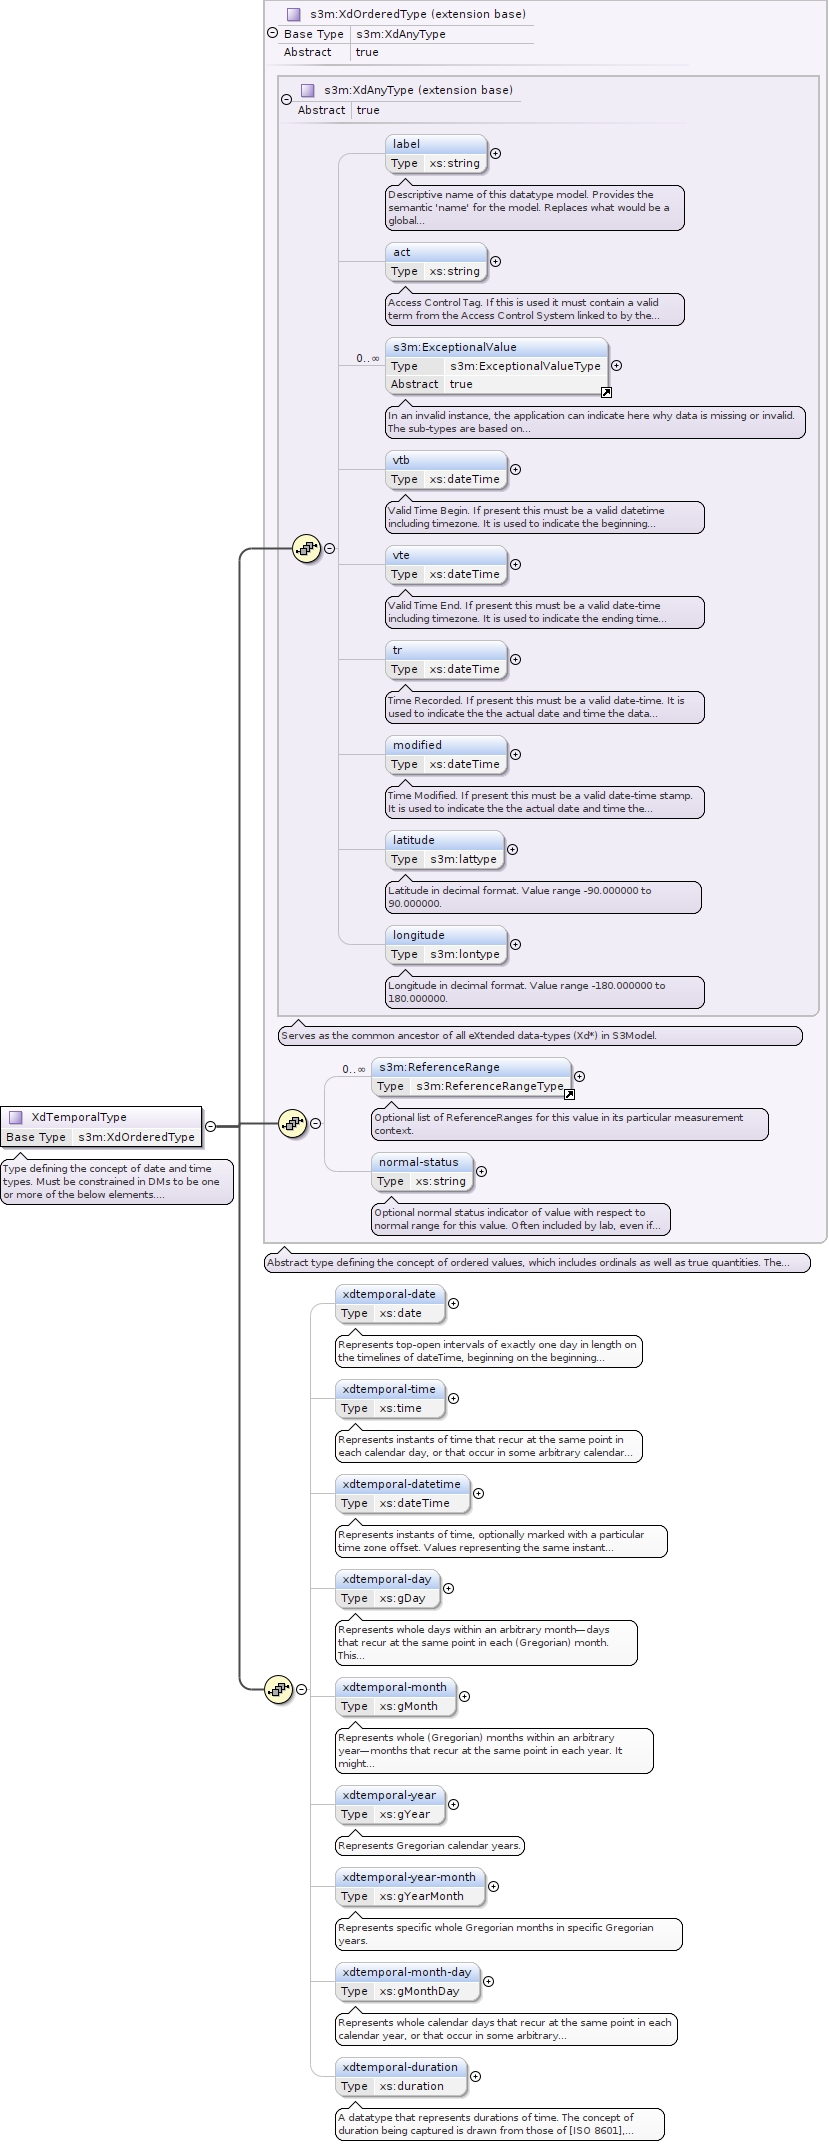 s3m:XdOrderedType (extension base)
Base Type s3m:XdAnyType
Abstract true
s3m:XdAnyType (extension base)
Abstract true
label
Type xs:string
Descriptive name of this datatype model. Provides the
semantic 'name' for the model. Replaces what would be a
global...
act
Type xs:string
Access Control Tag. If this is used it must contain a valid
term from the Access Control System linked to by the...
0..∞
s3m:ExceptionalValue
Type s3m:ExceptionalValueType
Abstract true
In an invalid instance, the application can indicate here why data is missing or invalid.
The sub-types are based on...
vtb
Type xs:dateTime
Valid Time Begin. If present this must be a valid datetime
including timezone. It is used to indicate the beginning...
vte
Type xs:dateTime
Valid Time End. If present this must be a valid date-time
including timezone. It is used to indicate the ending time...
tr
Type xs:dateTime
Time Recorded. If present this must be a valid date-time. It is
used to indicate the the actual date and time the data...
modified
Type xs:dateTime
Time Modified. If present this must be a valid date-time stamp.
It is used to indicate the the actual date and time the...
latitude
Type s3m:lattype
Latitude in decimal format. Value range -90.000000 to
90.000000.
longitude
Type s3m:lontype
Longitude in decimal format. Value range -180.000000 to
180.000000.
Serves as the common ancestor of all eXtended data-types (Xd*) in S3Model.
0..∞
s3m:ReferenceRange
Type s3m:ReferenceRangeType
Optional list of ReferenceRanges for this value in its particular measurement
context.
normal-status
Type xs:string
Optional normal status indicator of value with respect to
normal range for this value. Often included by lab, even if...
XdTemporalType
Base Type s3m:XdOrderedType
Type defining the concept of date and time
types. Must be constrained in DMs to be one
or more of the below elements....
Abstract type defining the concept of ordered values, which includes ordinals as well as true quantities. The...
xdtemporal-date
Type xs:date
Represents top-open intervals of exactly one day in length on
the timelines of dateTime, beginning on the beginning...
xdtemporal-time
Type xs:time
Represents instants of time that recur at the same point in
each calendar day, or that occur in some arbitrary calendar...
xdtemporal-datetime
Type xs:dateTime
Represents instants of time, optionally marked with a particular
time zone offset. Values representing the same instant...
xdtemporal-day
Type xs:gDay
Represents whole days within an arbitrary month—days
that recur at the same point in each (Gregorian) month.
This...
xdtemporal-month
Type xs:gMonth
Represents whole (Gregorian) months within an arbitrary
year—months that recur at the same point in each year. It
might...
xdtemporal-year
Type xs:gYear
Represents Gregorian calendar years.
xdtemporal-year-month
Type xs:gYearMonth
Represents specific whole Gregorian months in specific Gregorian
years.
xdtemporal-month-day
Type xs:gMonthDay
Represents whole calendar days that recur at the same point in each
calendar year, or that occur in some arbitrary...
xdtemporal-duration
Type xs:duration
A datatype that represents durations of time. The concept of
duration being captured is drawn from those of [ISO 8601],...